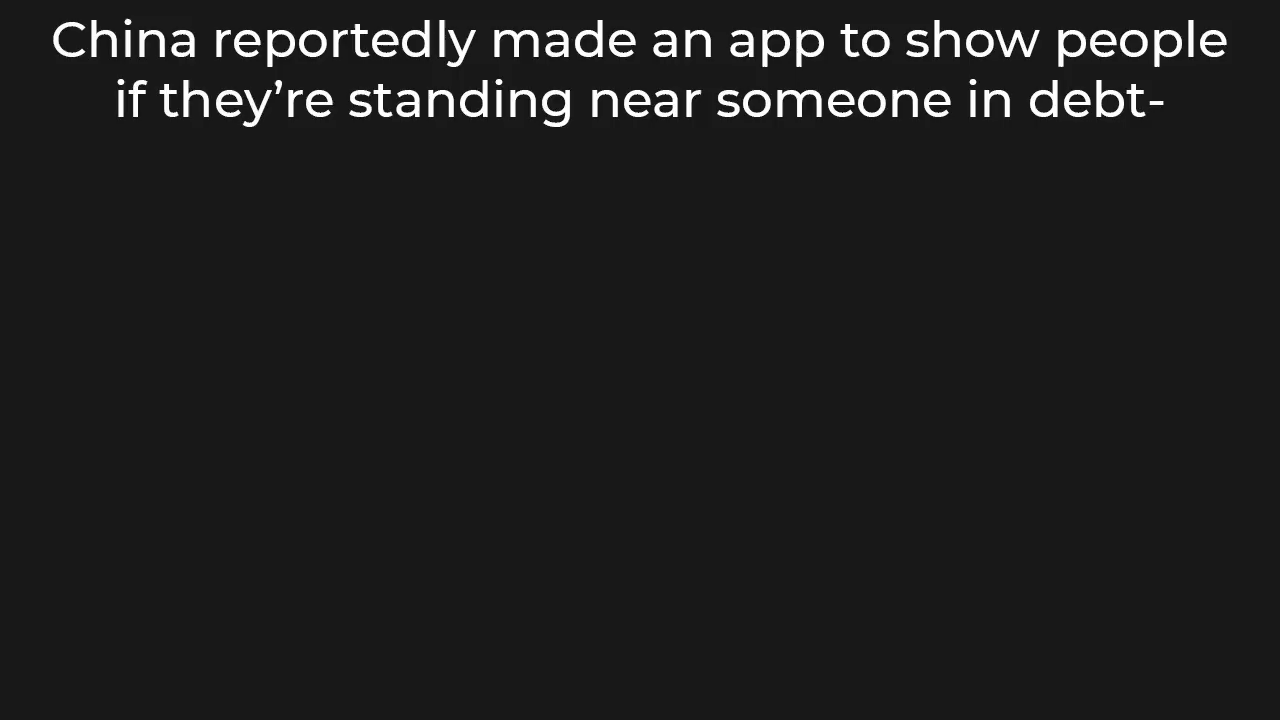 China reportedly made an app to show people
if they’re standing near someone in debt-